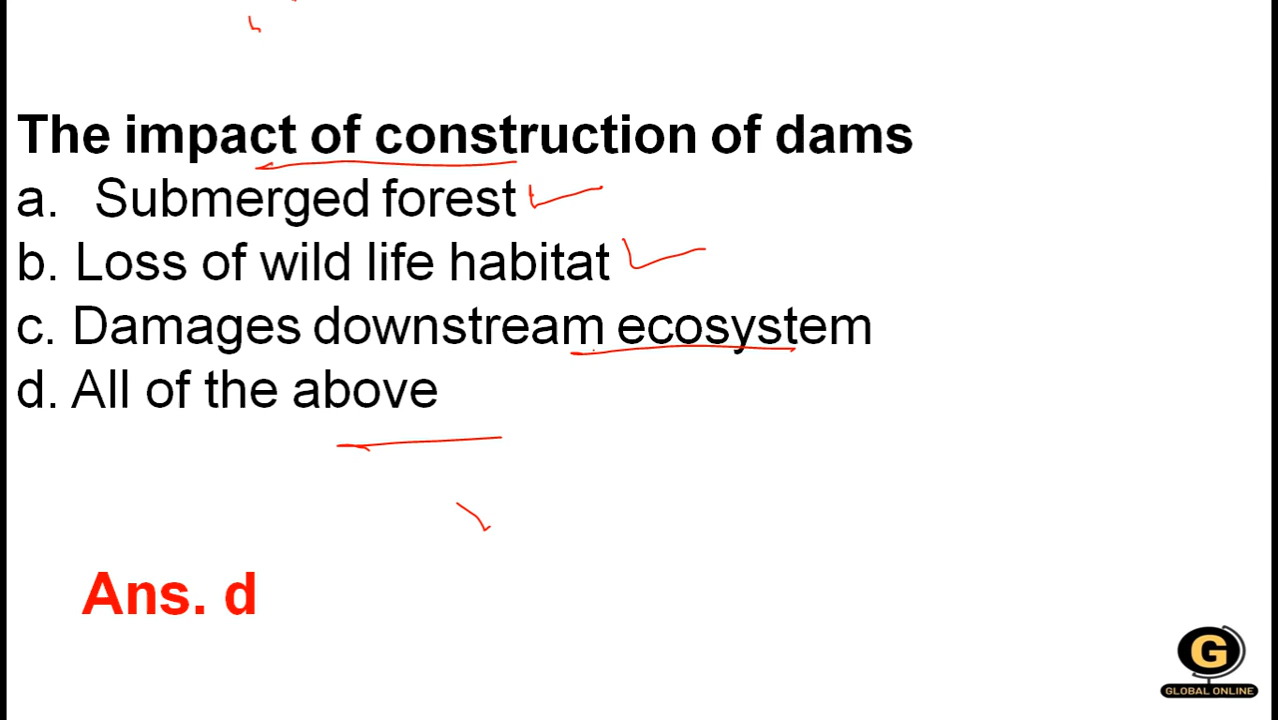 The impact of construction of dams
a. Submerged forest
b. Loss of wild life habitat
c. Damages downstream ecosystem
d. All of the above
Ans. d
G
GLOBAL ONLINE